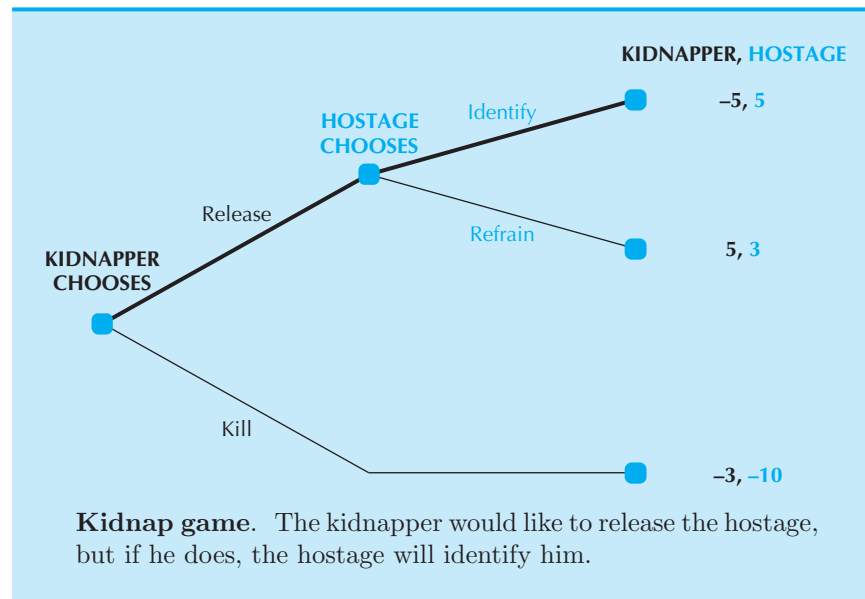 KIDNAPPER, HOSTAGE
–5, 5
Identify
HOSTAGE
CHOOSES
Release
Refrain
5, 3
KIDNAPPER
CHOOSES
Kill
–3, –10
Kidnap game. The kidnapper would like to release the hostage,
but if he does, the hostage will identify him.